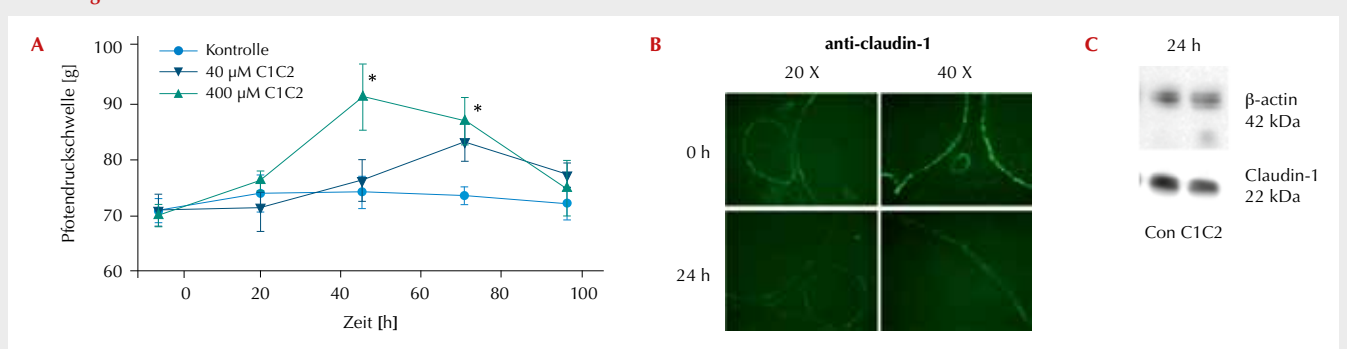 A
Pfotendruckschwelle [g]
100
90
80
70
60
Kontrolle
40 µM C1C2
400 µM C1C2
*
*
0
20
40
60
80
100
Zeit [h]
B
anti-claudin-1
20 X
40 X
0 h
24 h
C
24 h
β-actin
42 kDa
Claudin-1
22 kDa
Con C1C2